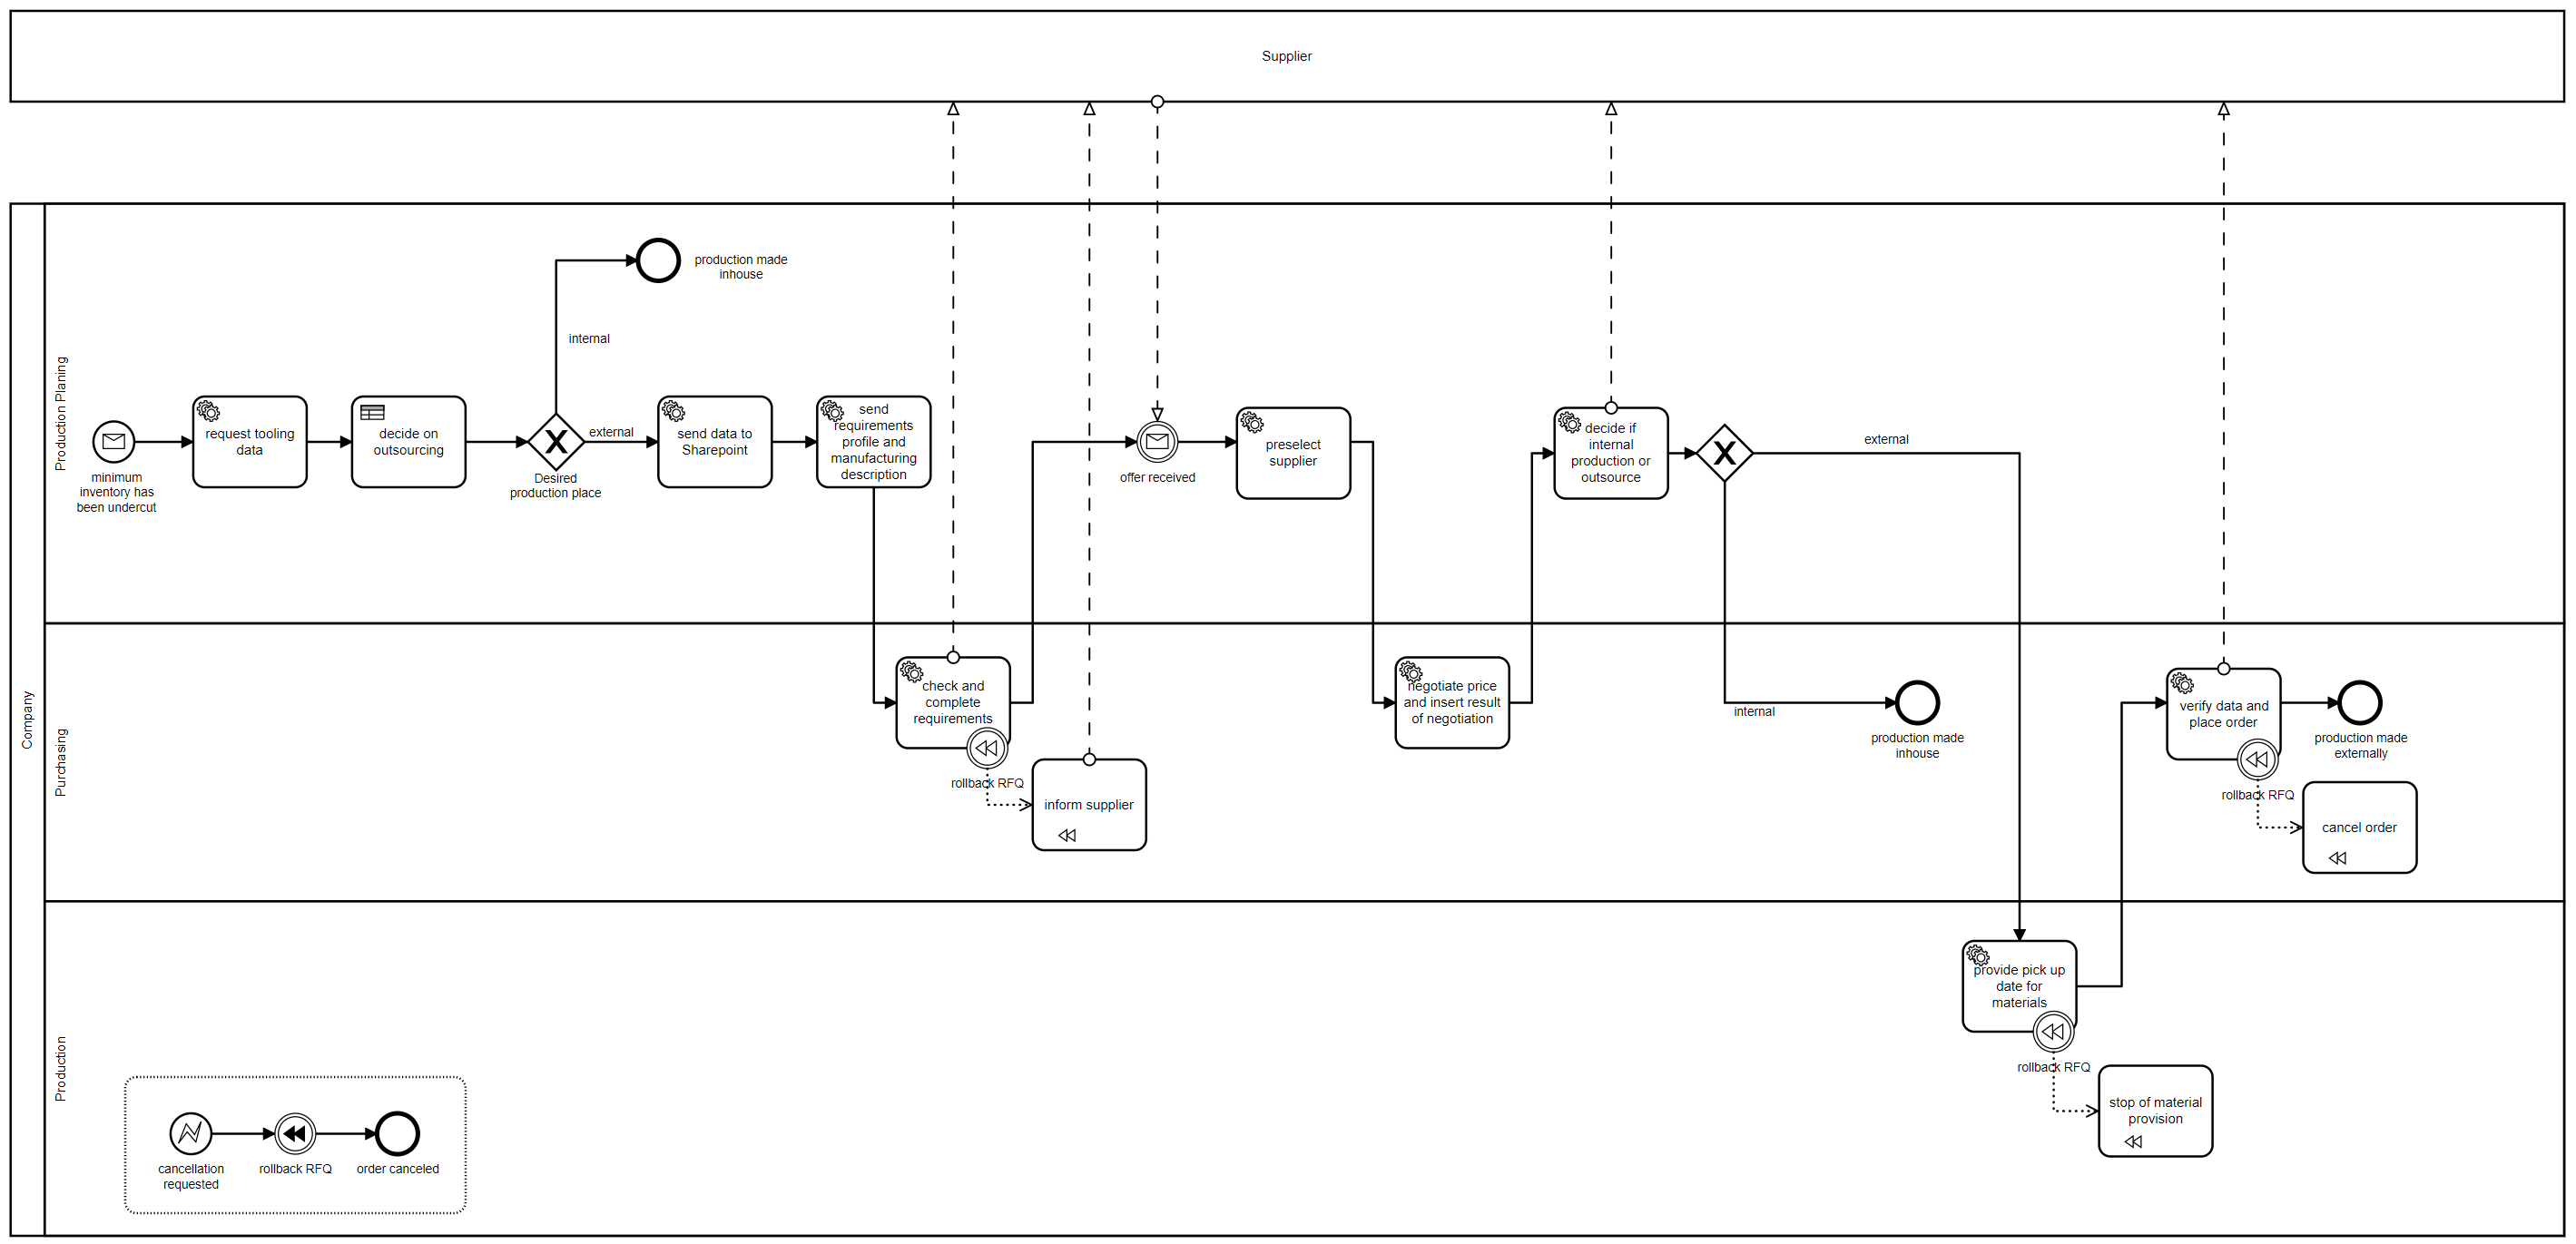 Supplier
Company
Production Planing
minimum
inventory has
been undercut
request tooling
data
decide on
outsourcing
Desired
production place
internal
production made
inhouse
external
send data to
Sharepoint
send
requirements
profile and
manufacturing
description
offer received
preselect
supplier
decide if
internal
production or
outsource
external
internal
Purchasing
check and
complete
requirements
rollback RFQ
inform supplier
negotiate price
and insert result
of negotiation
production made
inhouse
verify data and
place order
rollback RFQ
production made
externally
cancel order
Production
provide pick up
date for
materials
rollback RFQ
stop of material
provision
cancellation
requested
rollback RFQ
order canceled